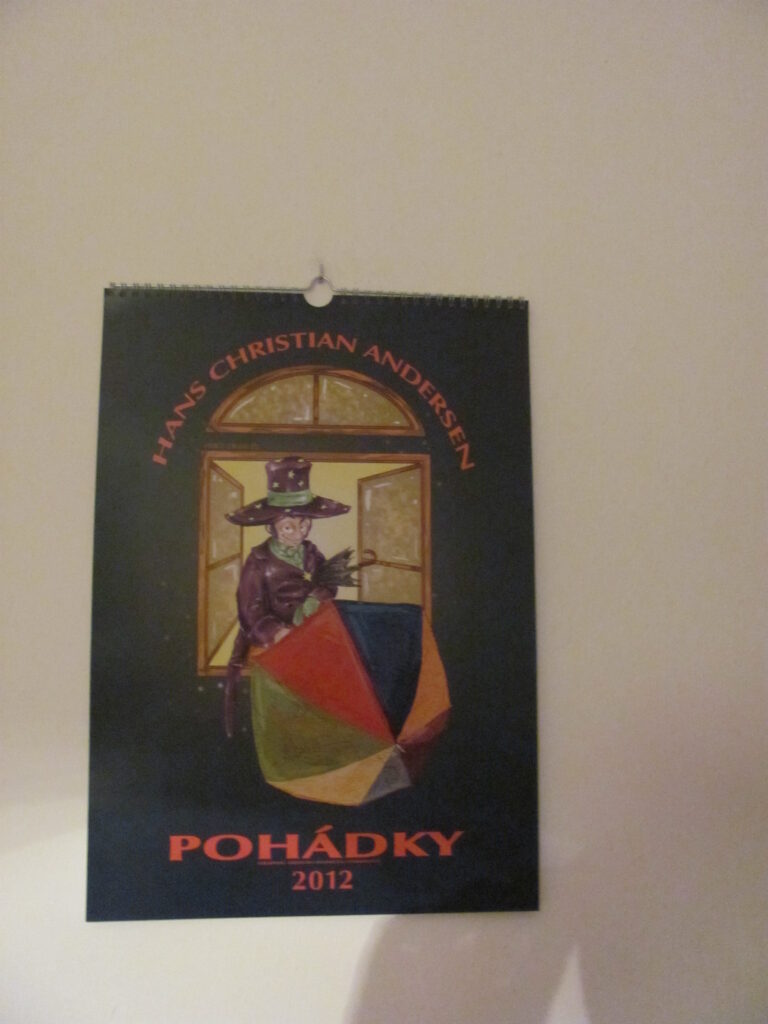 HANS CHRISTIAN ANDERSEN
POHÁDKY
2012